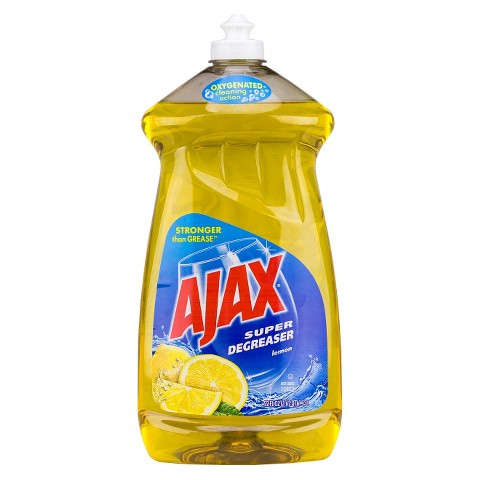 OXYGENATED
cleaning
action
STRONGER
than GREASE™
AJAX
SUPER
DEGREASER
lemon